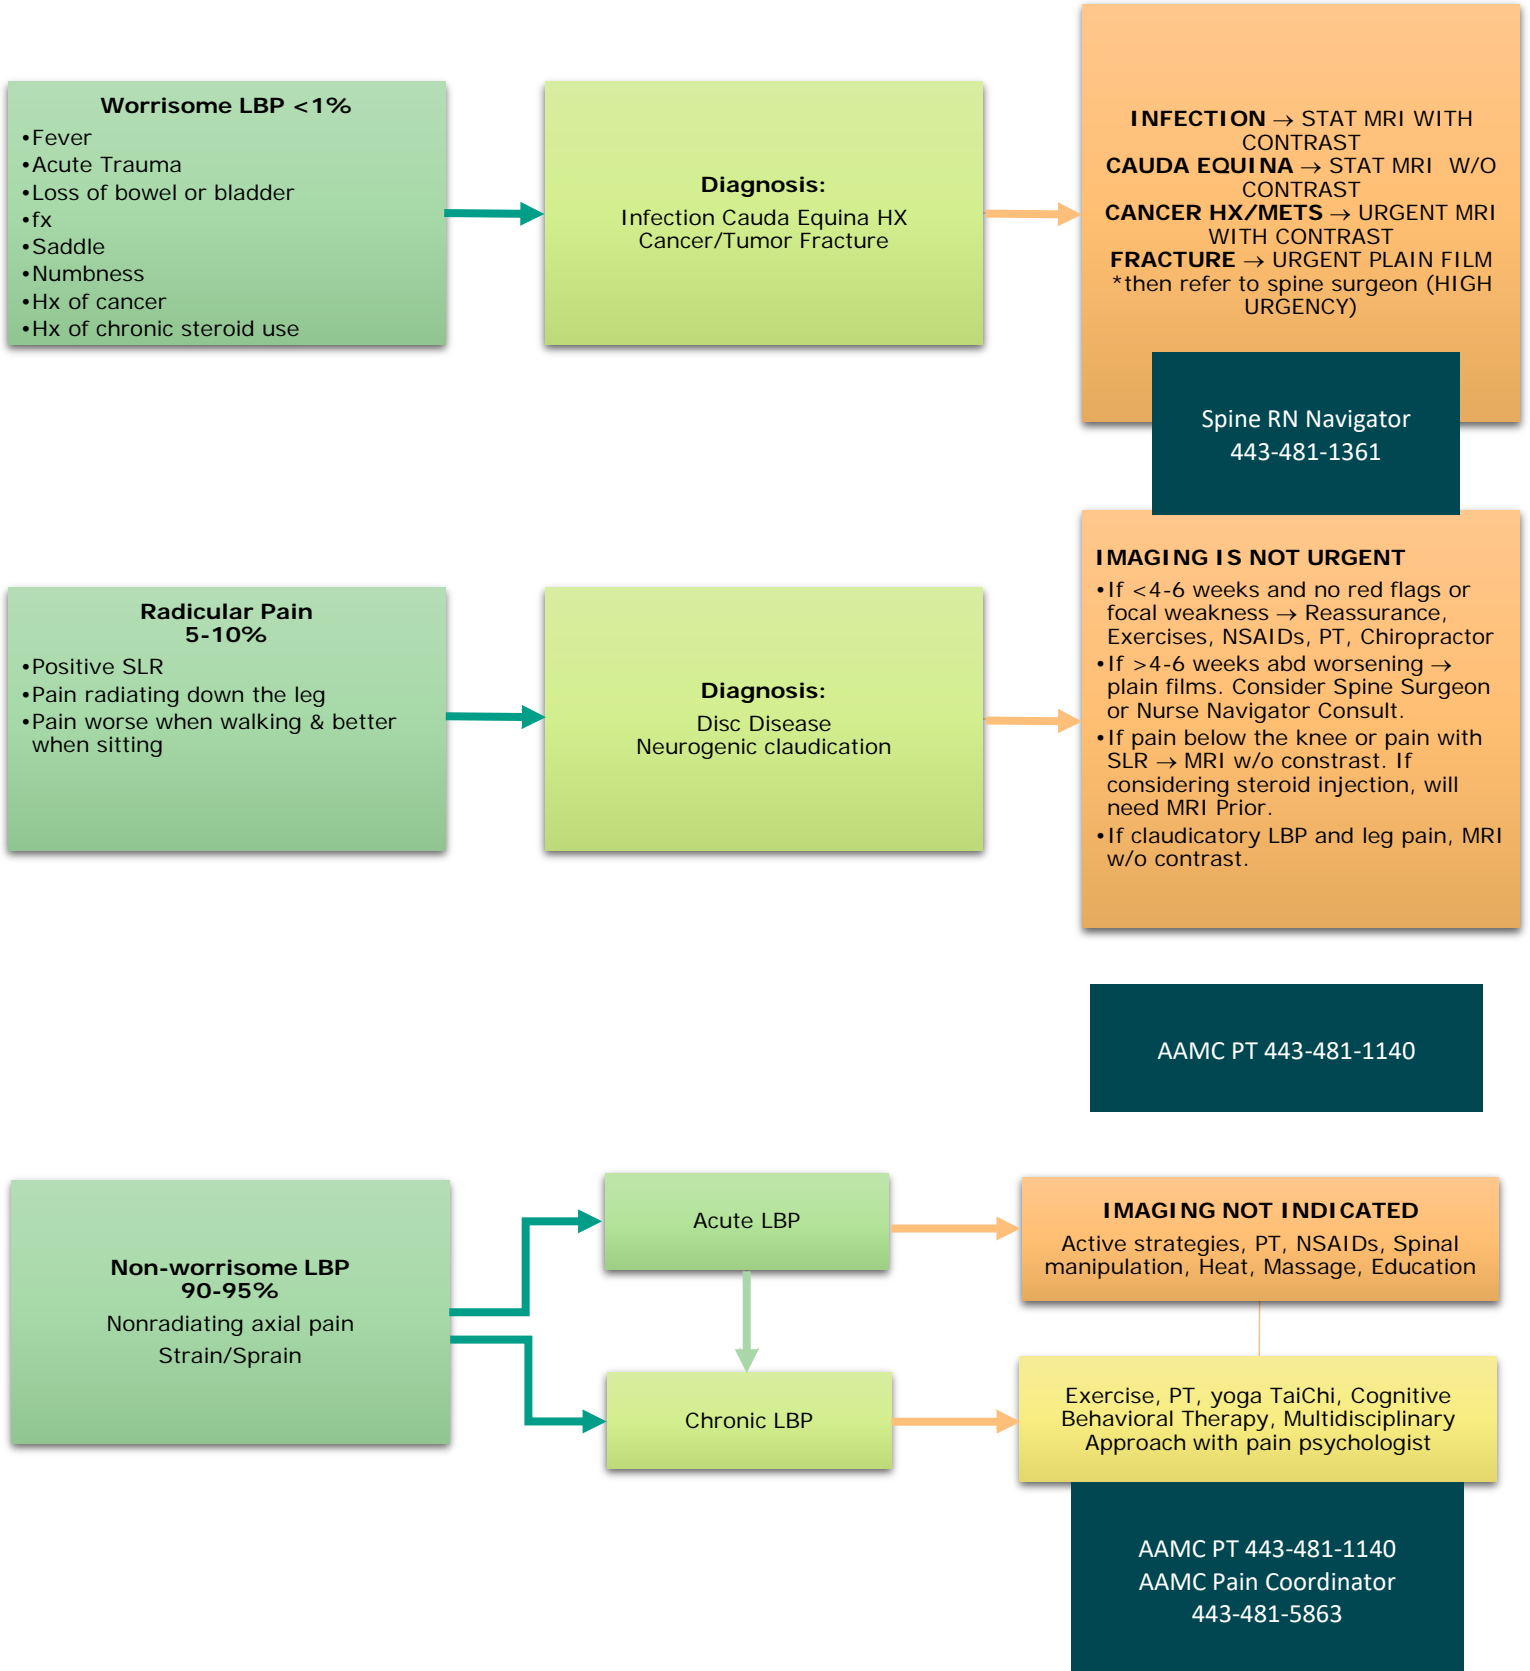 Worrisome LBP <1%
•Fever
•Acute Trauma
•Loss of bowel or bladder
•fx
•Saddle
•Numbness
•Hx of cancer
•Hx of chronic steroid use
Diagnosis:
Infection Cauda Equina HX
Cancer/Tumor Fracture
INFECTION → STAT MRI WITH
CONTRAST
CAUDA EQUINA → STAT MRI W/O
CONTRAST
CANCER HX/METS → URGENT MRI
WITH CONTRAST
FRACTURE → URGENT PLAIN FILM
*then refer to spine surgeon (HIGH
URGENCY)
Spine RN Navigator
443-481-1361
Radicular Pain
5-10%
•Positive SLR
•Pain radiating down the leg
•Pain worse when walking & better
when sitting
Diagnosis:
Disc Disease
Neurogenic claudication
IMAGING IS NOT URGENT
•If <4-6 weeks and no red flags or
focal weakness → Reassurance,
Exercises, NSAIDs, PT, Chiropractor
•If >4-6 weeks abd worsening →
plain films. Consider Spine Surgeon
or Nurse Navigator Consult.
•If pain below the knee or pain with
SLR → MRI w/o constrast. If
considering steroid injection, will
need MRI Prior.
•If claudicatory LBP and leg pain, MRI
w/o contrast.
AAMC PT 443-481-1140
Non-worrisome LBP
90-95%
Nonradiating axial pain
Strain/Sprain
Acute LBP
IMAGING NOT INDICATED
Active strategies, PT, NSAIDs, Spinal
manipulation, Heat, Massage, Education
Chronic LBP
Exercise, PT, yoga TaiChi, Cognitive
Behavioral Therapy, Multidisciplinary
Approach with pain psychologist
AAMC PT 443-481-1140
AAMC Pain Coordinator
443-481-5863